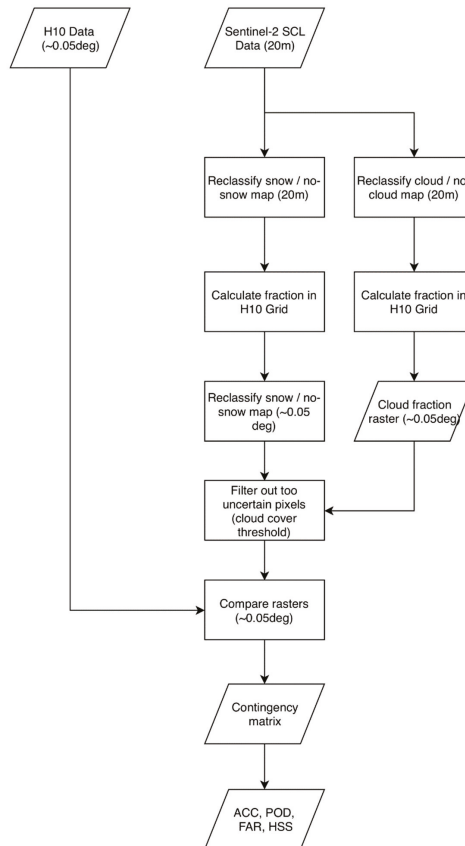 H10 Data
(~0.05deg)
Sentinel-2 SCL
Data (20m)
Reclassify snow / no-
snow map (20m)
Reclassify cloud / no-
cloud map (20m)
Calculate fraction in
H10 Grid
Calculate fraction in
H10 Grid
Reclassify snow / no-
snow map (~0.05
deg)
Cloud fraction
raster (~0.05deg)
Filter out too
uncertain pixels
(cloud cover
threshold)
Compare rasters
(~0.05deg)
Contingency
matrix
ACC, POD,
FAR, HSS